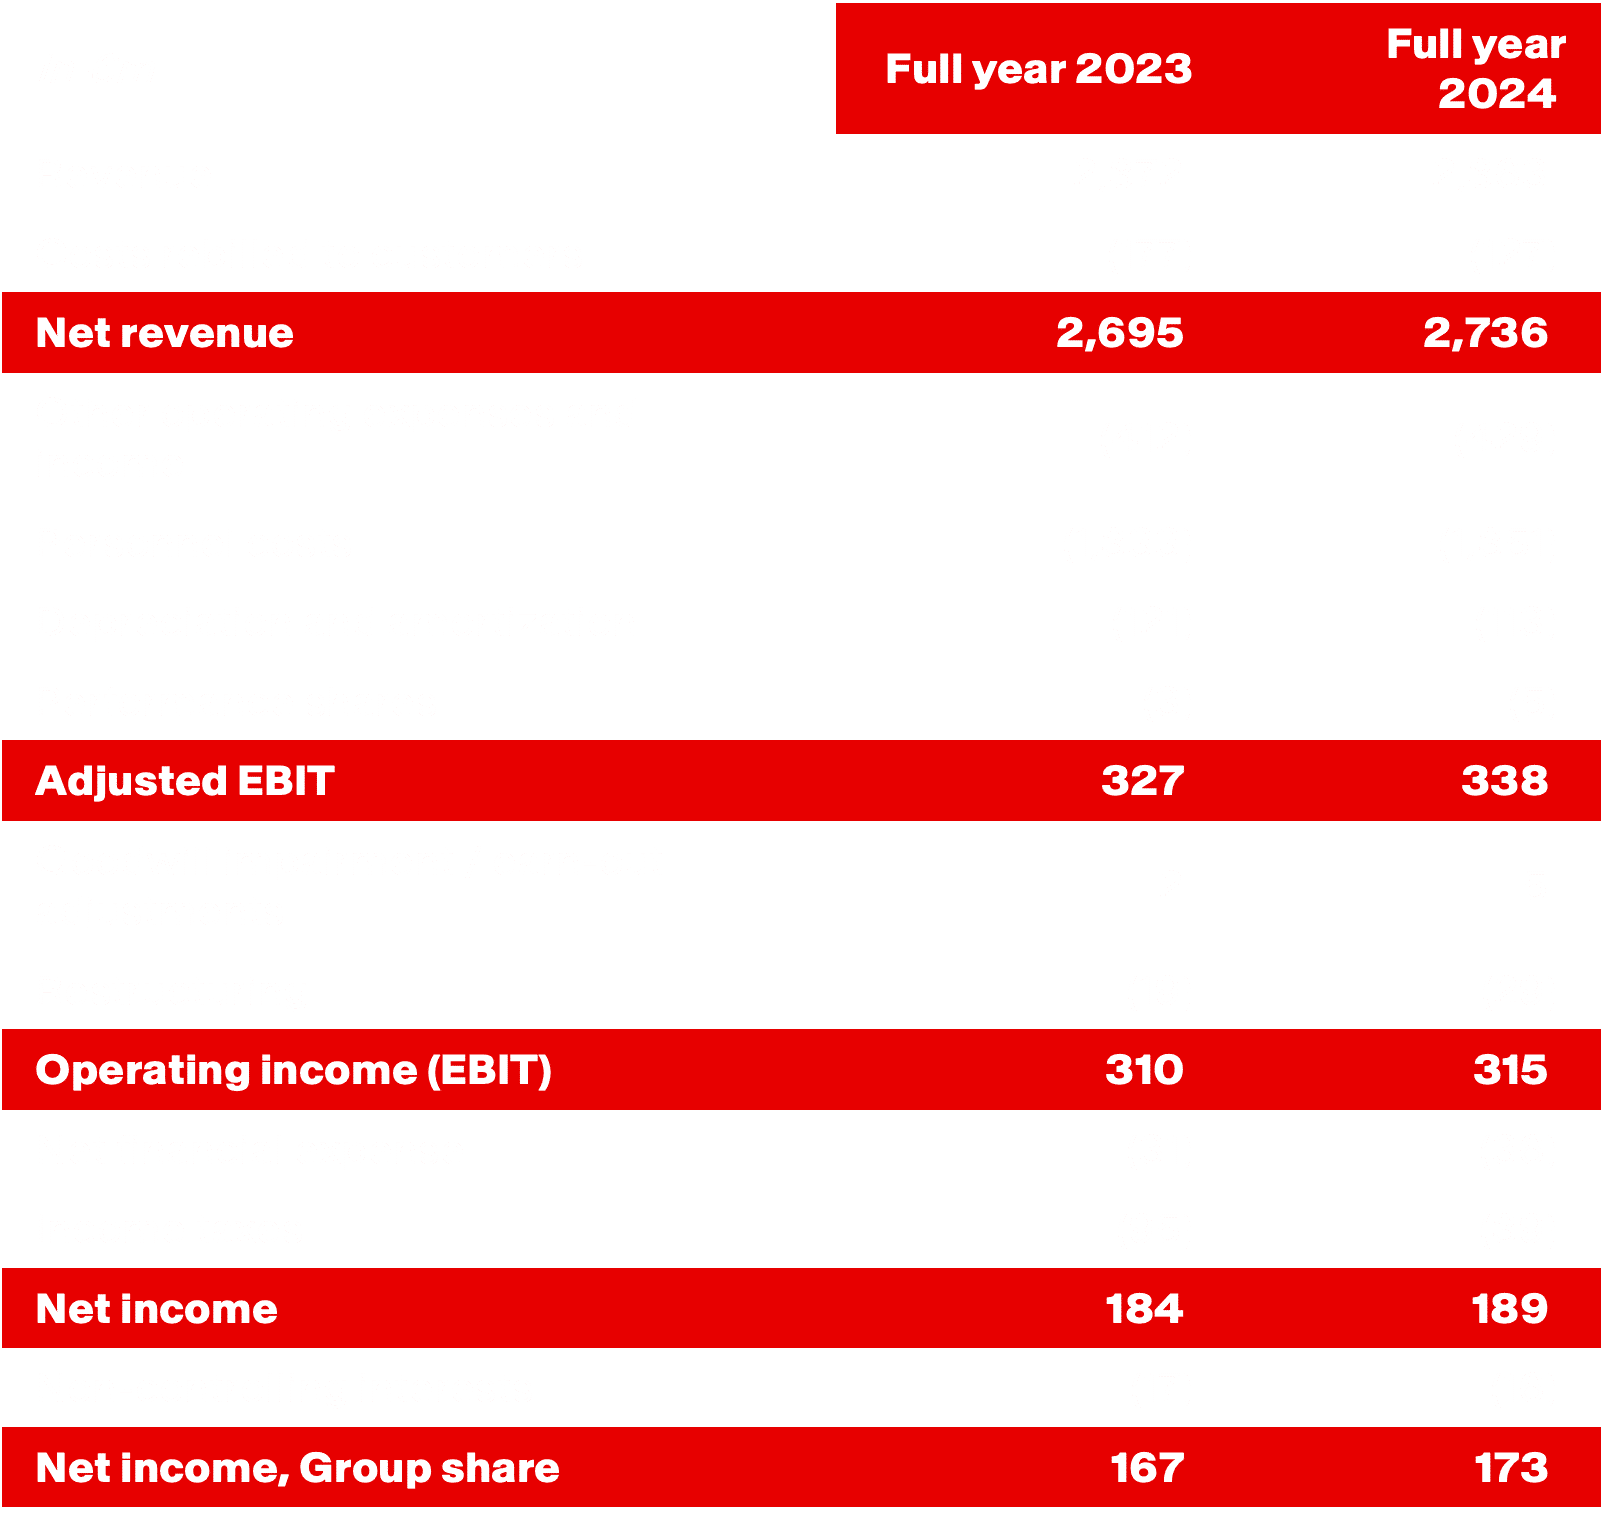 Full year 2023
Full year
2024
Net revenue 2,695 2,736
Adjusted EBIT 327 338
Operating income (EBIT) 310 315
Net income 184 189
Net income, Group share 167 173